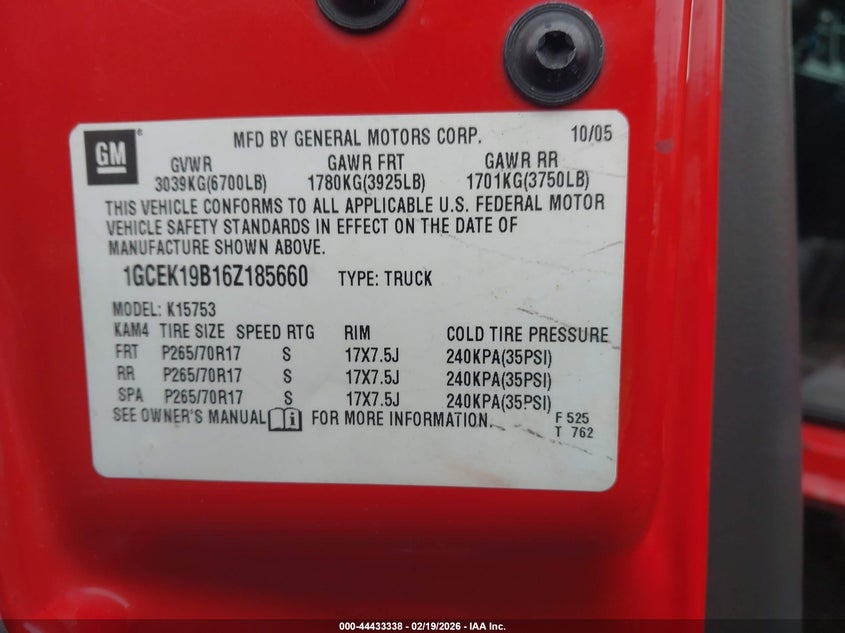 GM® MFD BY GENERAL MOTORS CORP. 10/05
GVWR GAWR FRT GAWR RR
3039KG(6700LB) 1780KG(3925LB) 1701KG(3750LB)
THIS VEHICLE CONFORMS TO ALL APPLICABLE U.S. FEDERAL MOTOR
VEHICLE SAFETY STANDARDS IN EFFECT ON THE DATE OF
MANUFACTURE SHOWN ABOVE.
1GCEK19B16Z185660 TYPE: TRUCK
MODEL: K15753
KAM4 TIRE SIZE SPEED RTG RIM COLD TIRE PRESSURE
FRT P265/70R17 S 17X7.5J 240KPA(35PSI)
RR P265/70R17 S 17X7.5J 240KPA(35PSI)
SPA P265/70R17 S 17X7.5J 240KPA(35PSI)
SEE OWNER'S MANUAL FOR MORE INFORMATION.
F 525
T 762
000-44433338 - 02/19/2026 - IAA Inc.